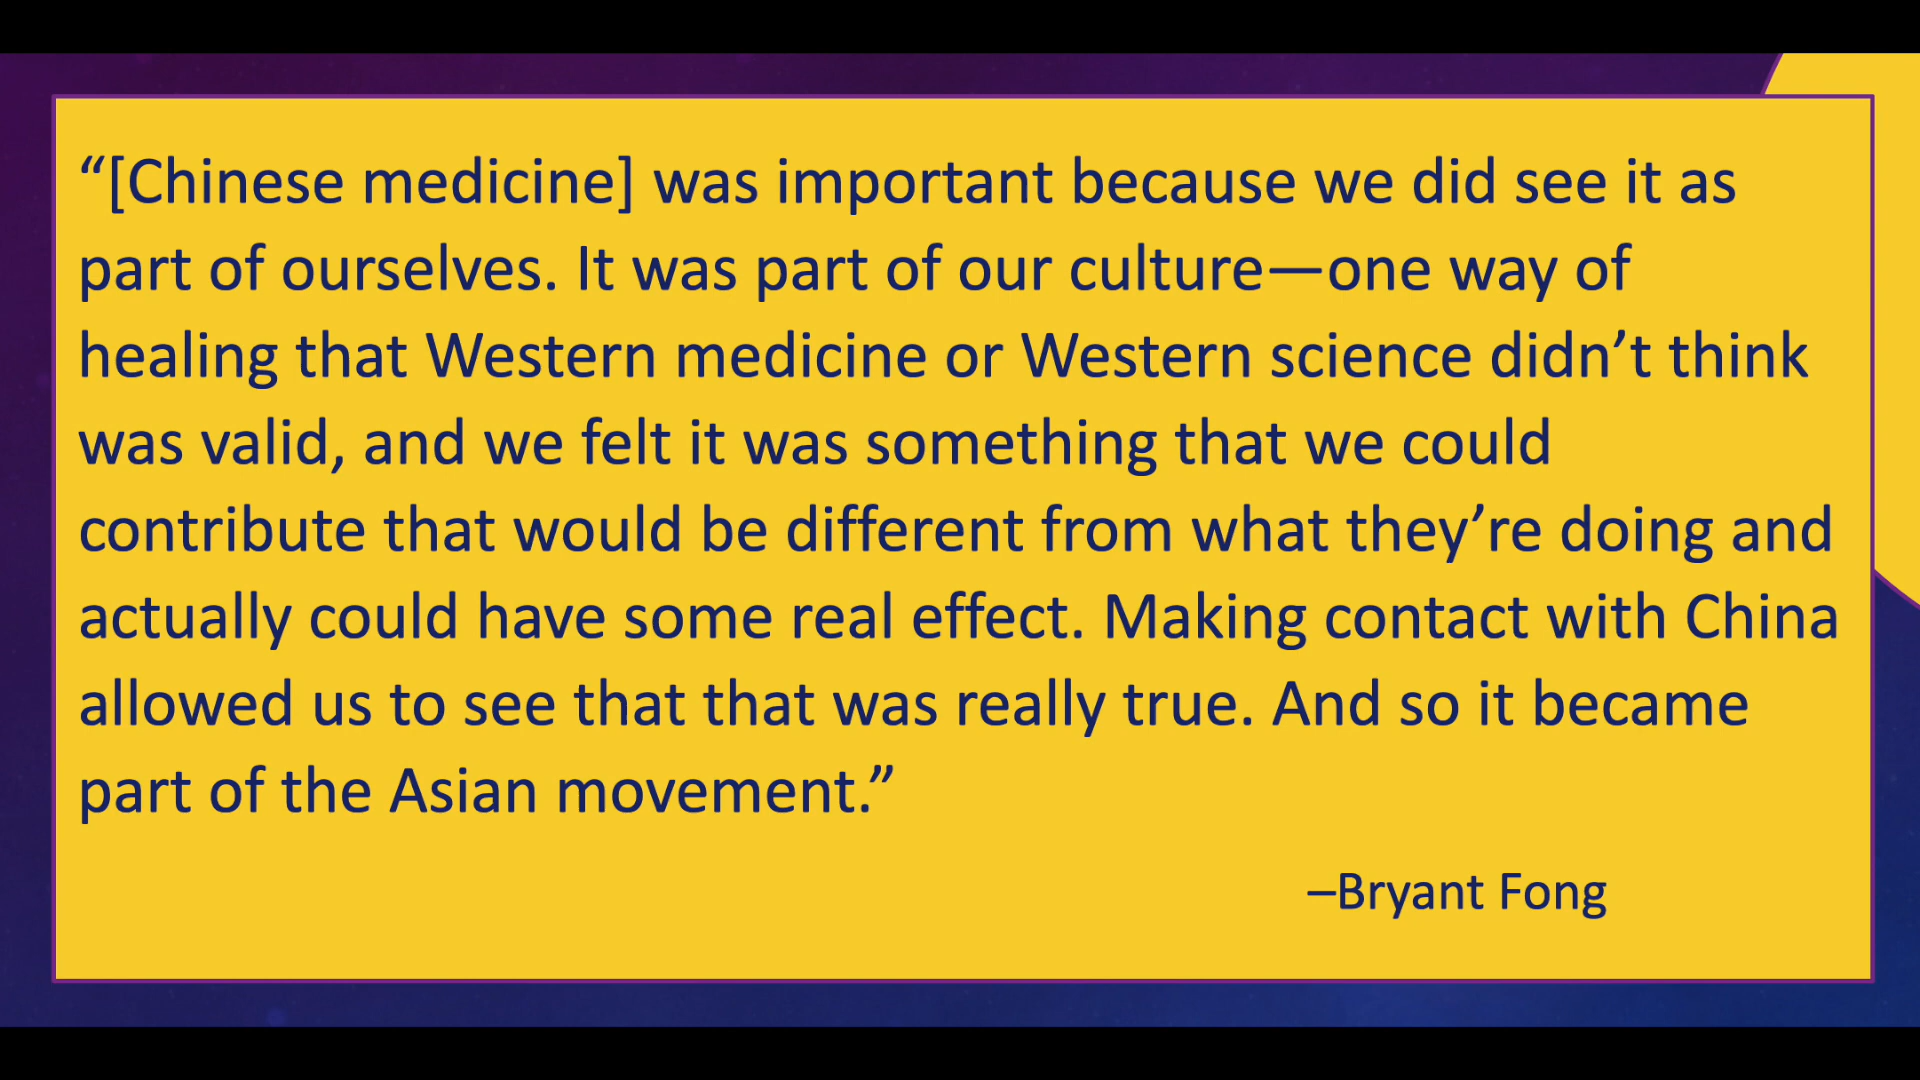 “[Chinese medicine] was important because we did see it as
part of ourselves. It was part of our culture—one way of
healing that Western medicine or Western science didn’t think
was valid, and we felt it was something that we could
contribute that would be different from what they’re doing and
actually could have some real effect. Making contact with China
allowed us to see that that was really true. And so it became
part of the Asian movement.”
–Bryant Fong